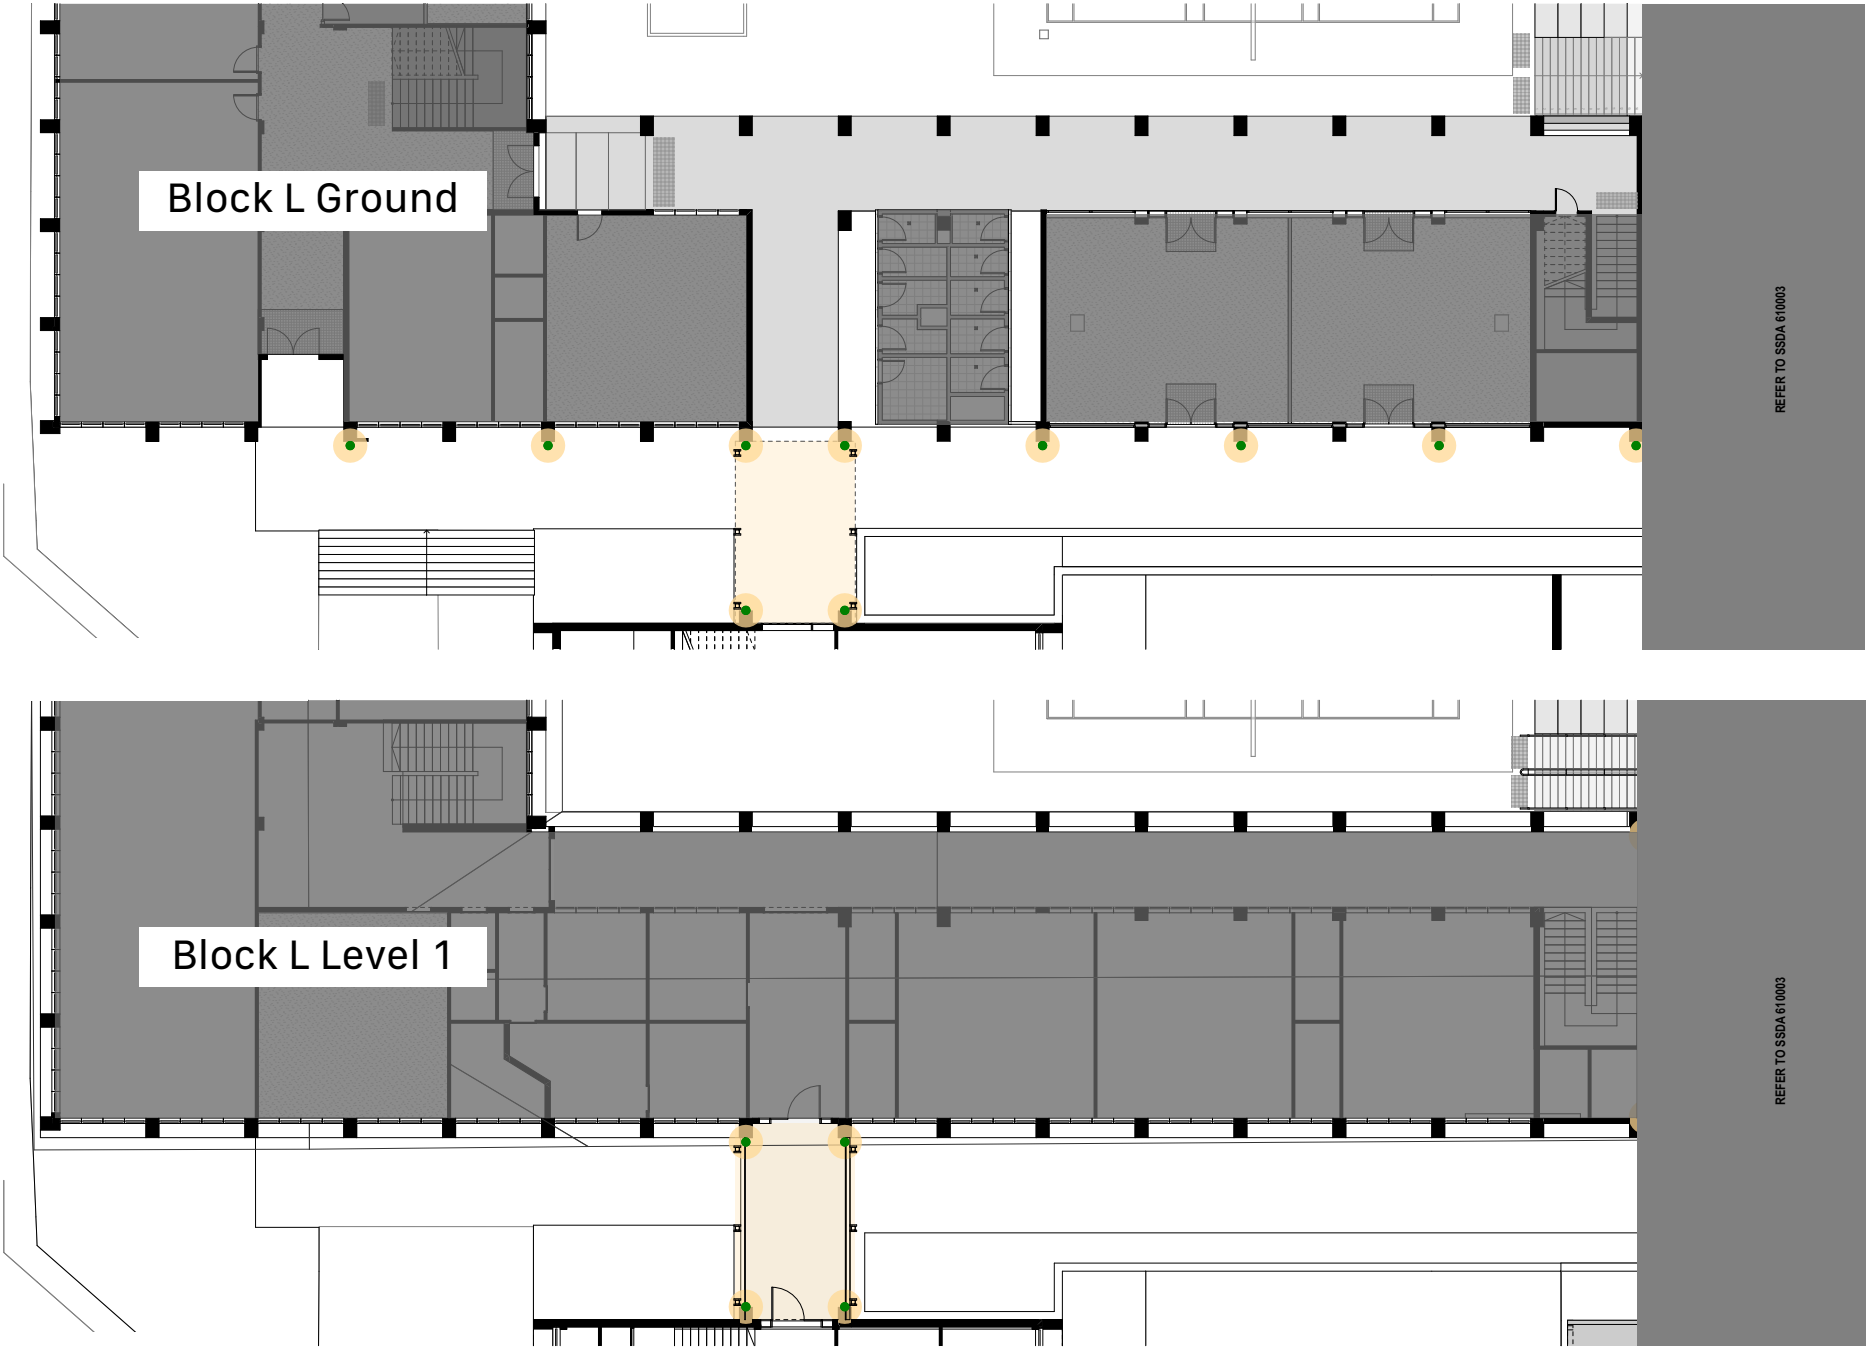 Block L Ground
REFER TO SSDA 610003
Block L Level 1
REFER TO SSDA 610003